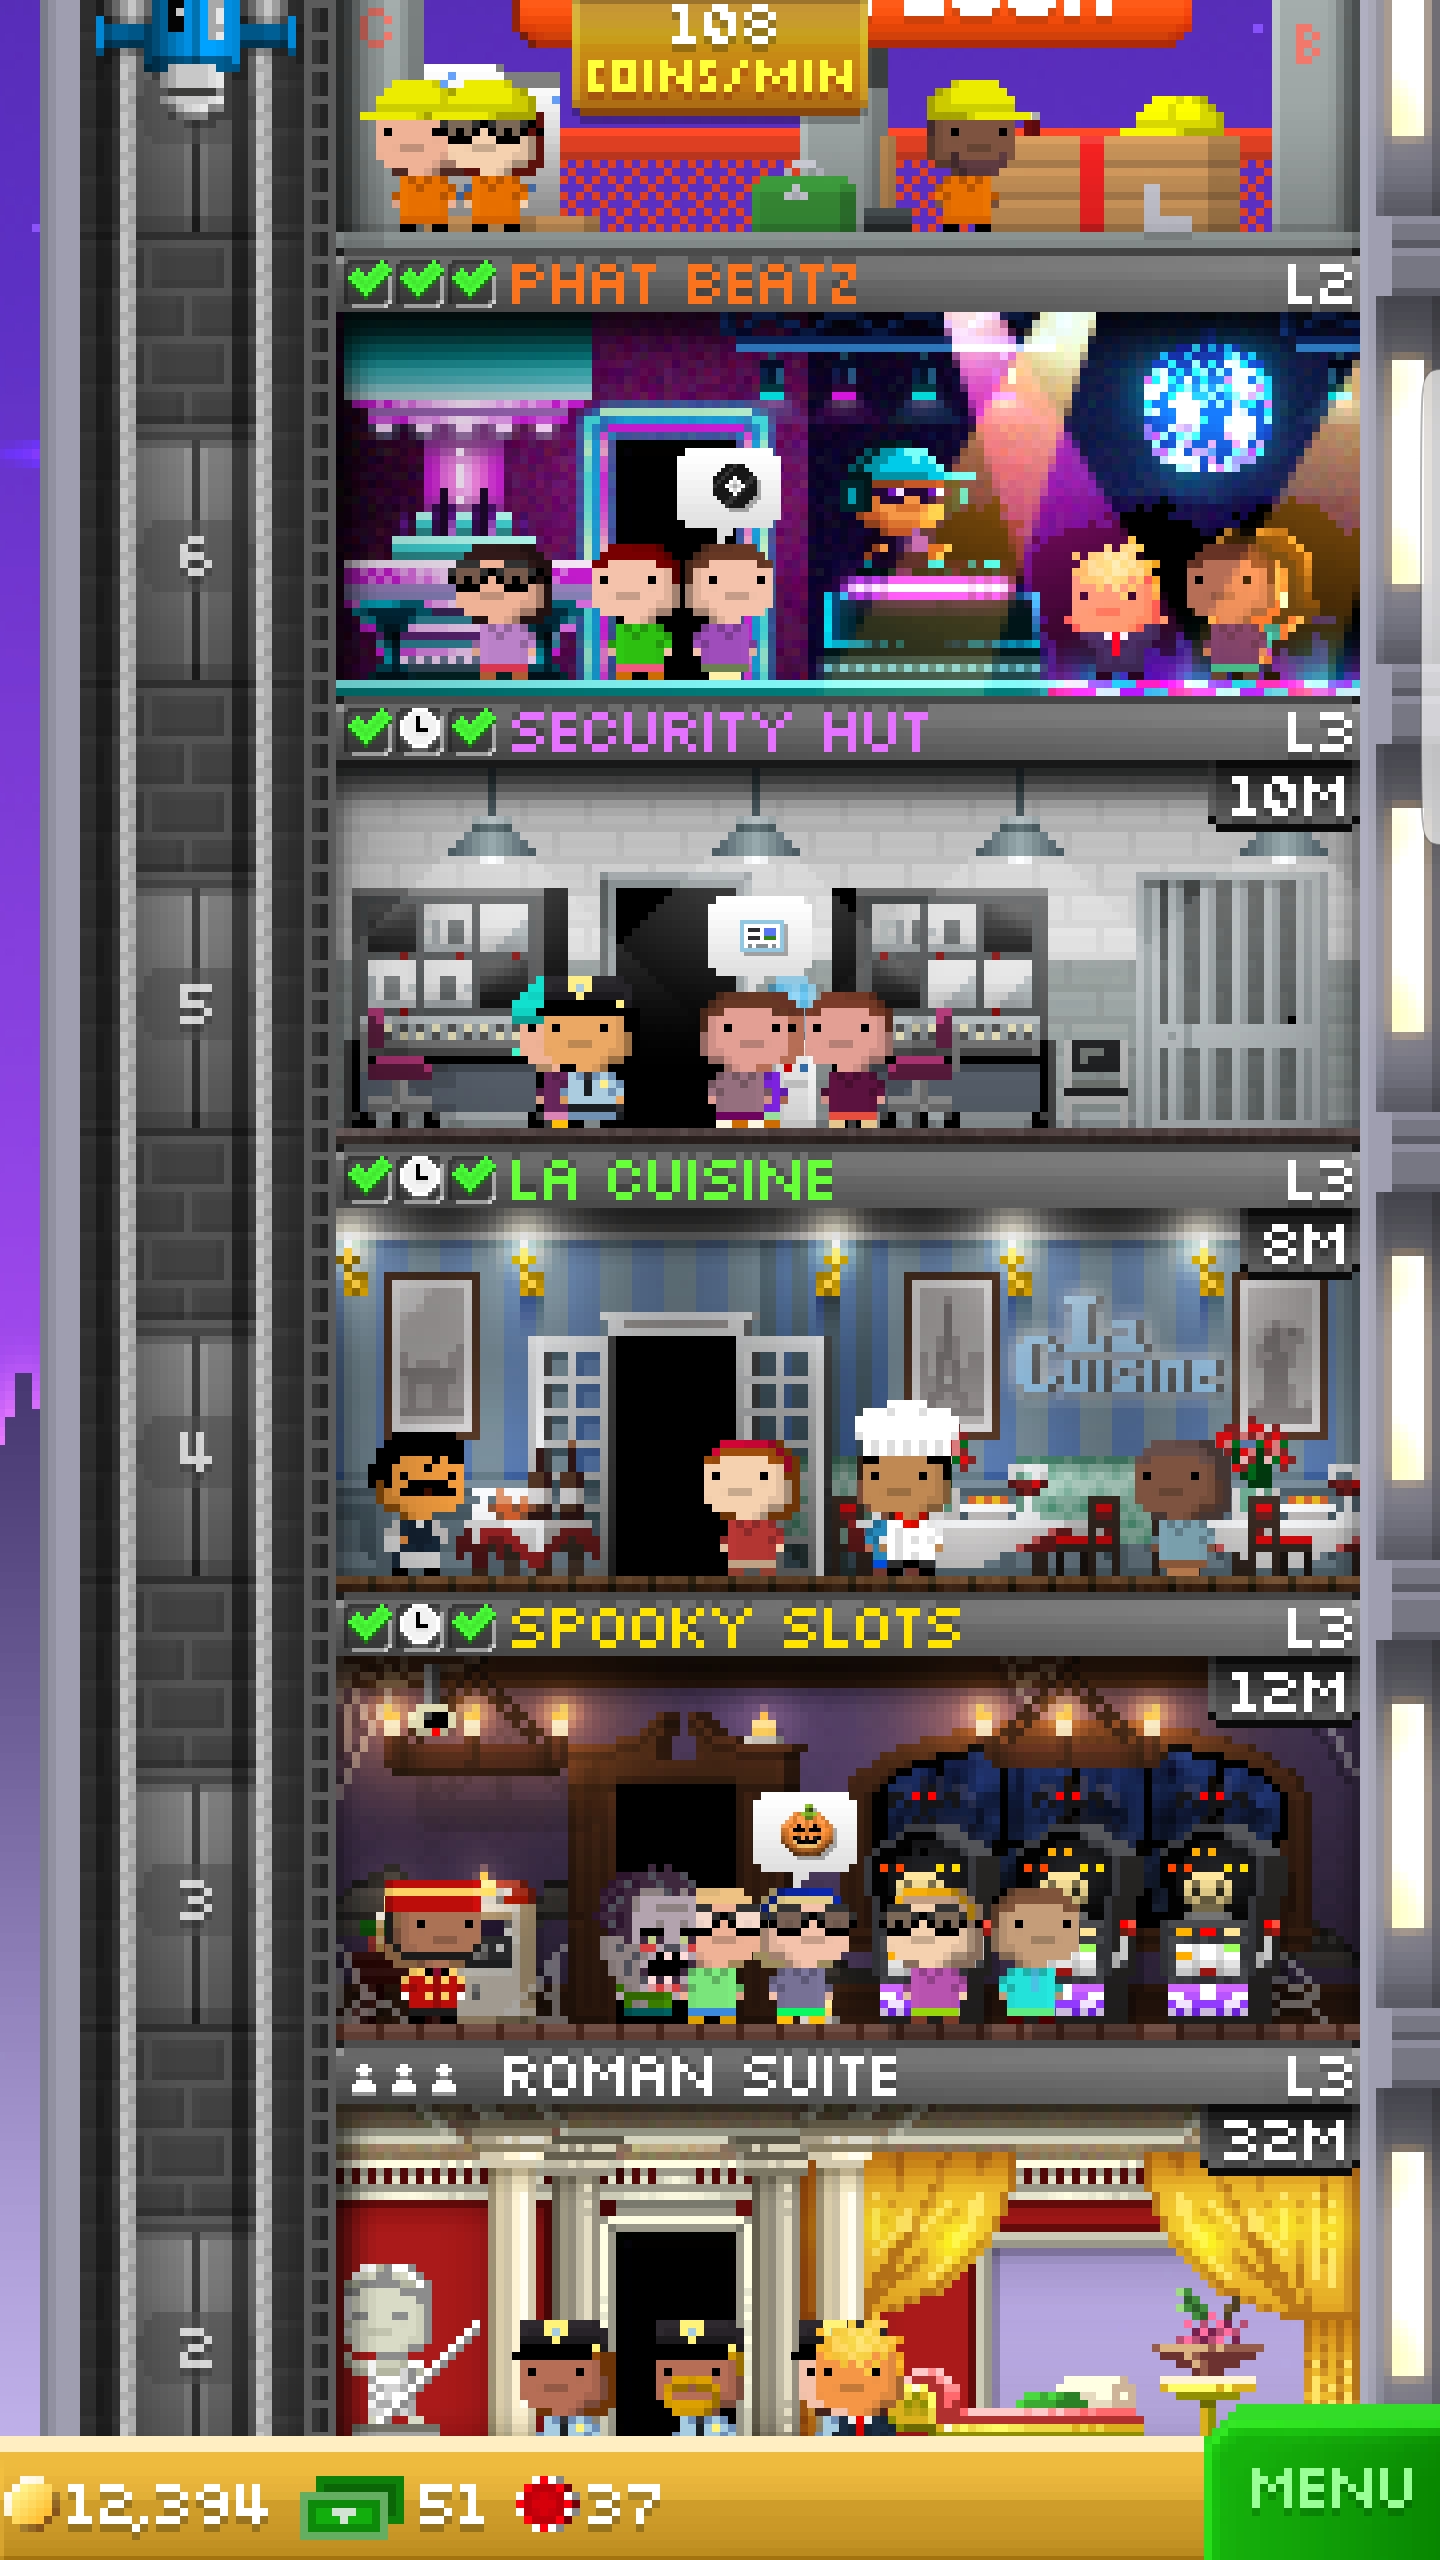 C
B
108
COINS/MIN
PHAT BEATZ L2
6
SECURITY HUT L3
10M
5
LA CUISINE L3
8M
La
Cuisine
4
SPOOKY SLOTS L3
12M
3
ROMAN SUITE L3
32M
2
12,394 51 37
MENU